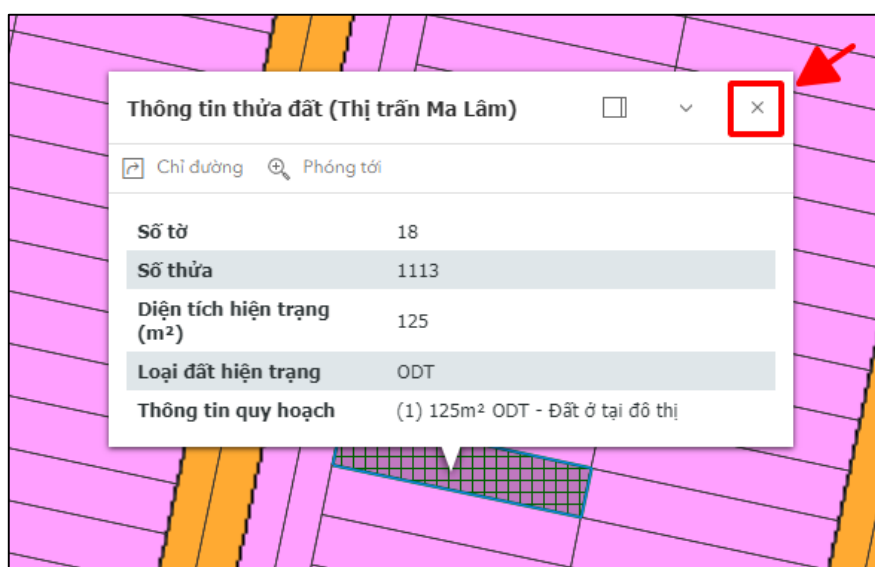 Thông tin thửa đất (Thị trấn Ma Lâm)
Chỉ đường Phóng tới
Số tờ 18
Số thửa 1113
Diện tích hiện trạng
(m²) 125
Loại đất hiện trạng ODT
Thông tin quy hoạch (1) 125m² ODT - Đất ở tại đô thị